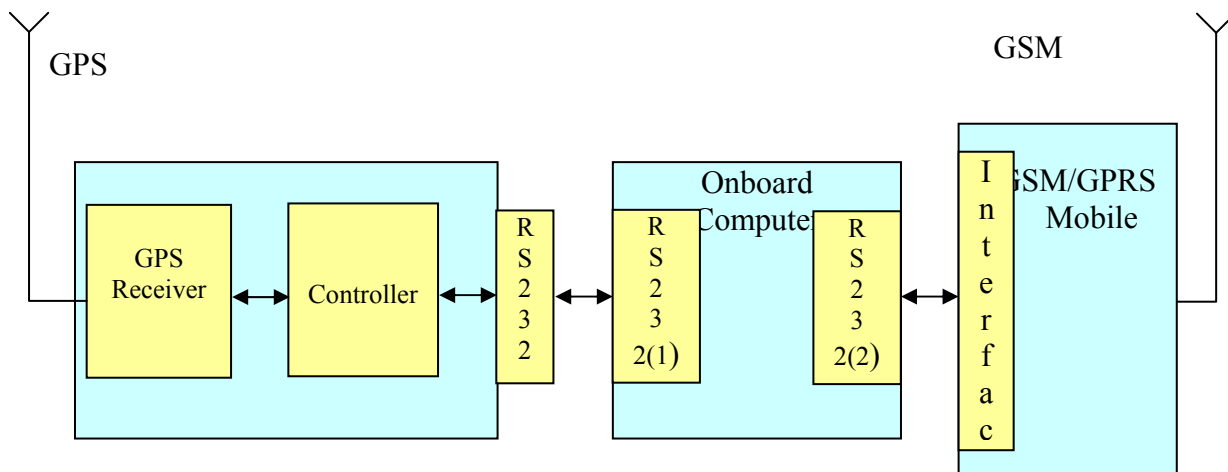 GPS
GSM
GPS
Receiver
Controller
R
S
2
3
2
Onboard
Computer
R
S
2
3
2(1)
R
S
2
3
2(2)
I
n
t
e
r
f
a
c
GSM/GPRS
Mobile